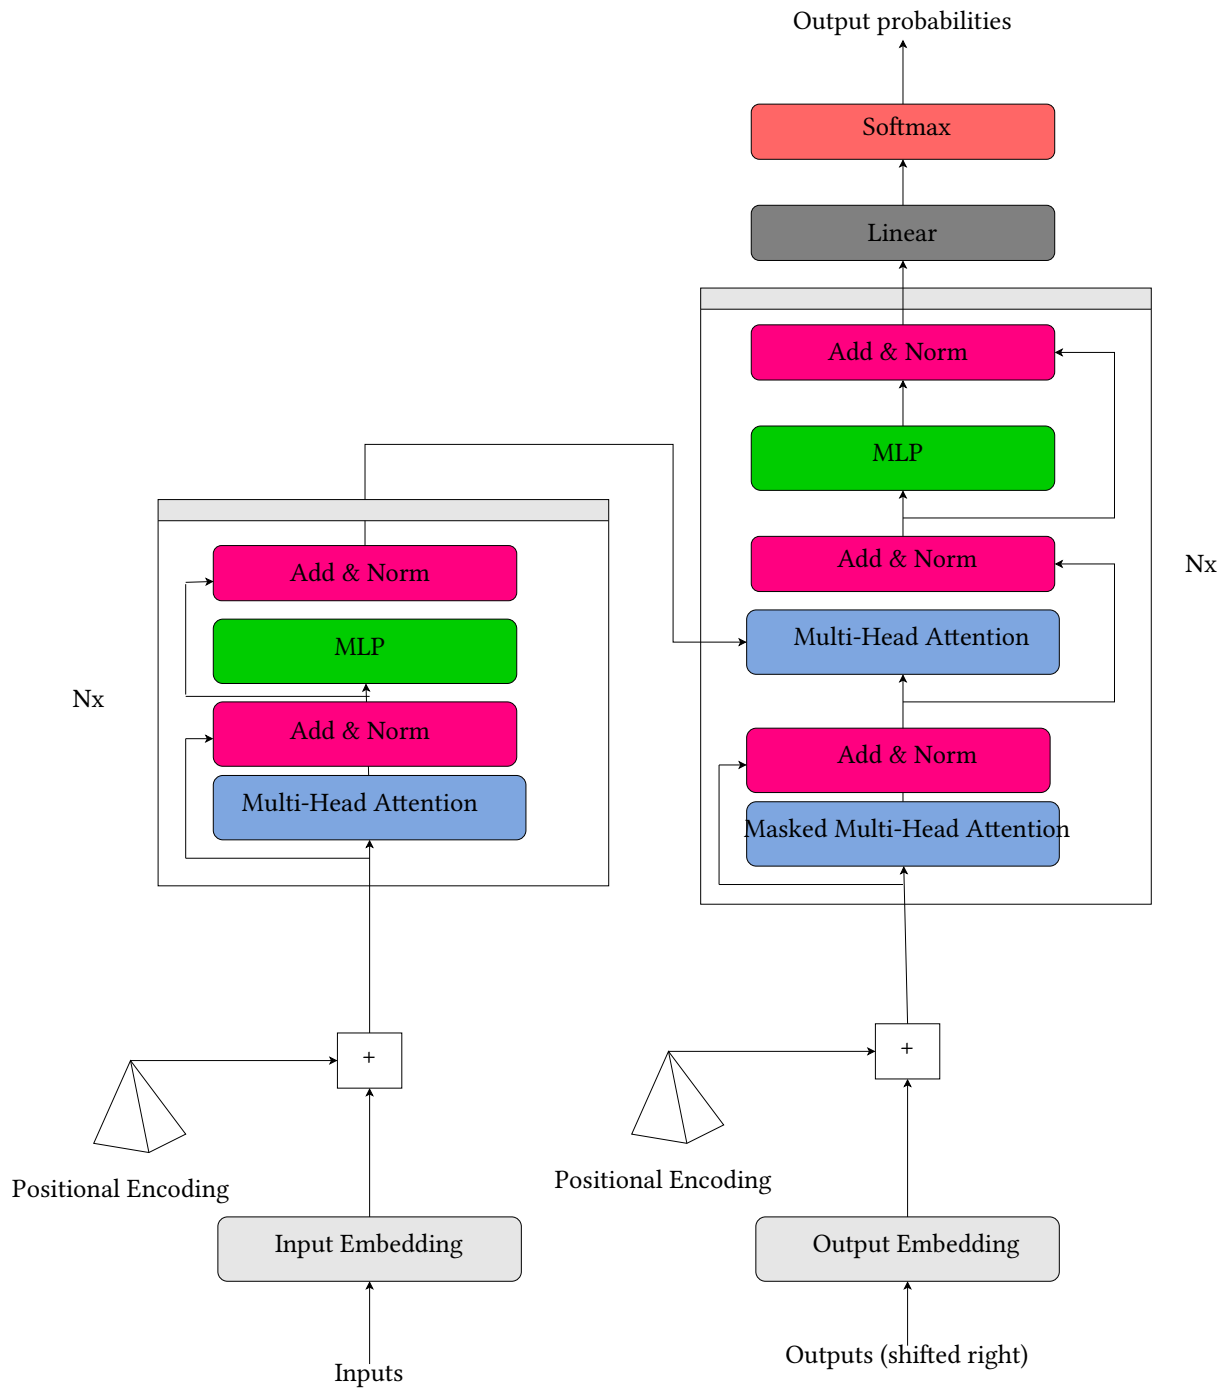 Output probabilities
Softmax
Linear
Add & Norm
MLP
Add & Norm
Multi-Head Attention
Add & Norm
Masked Multi-Head Attention
Nx
Add & Norm
MLP
Add & Norm
Multi-Head Attention
Nx
+
Positional Encoding
Input Embedding
Inputs
+
Positional Encoding
Output Embedding
Outputs (shifted right)